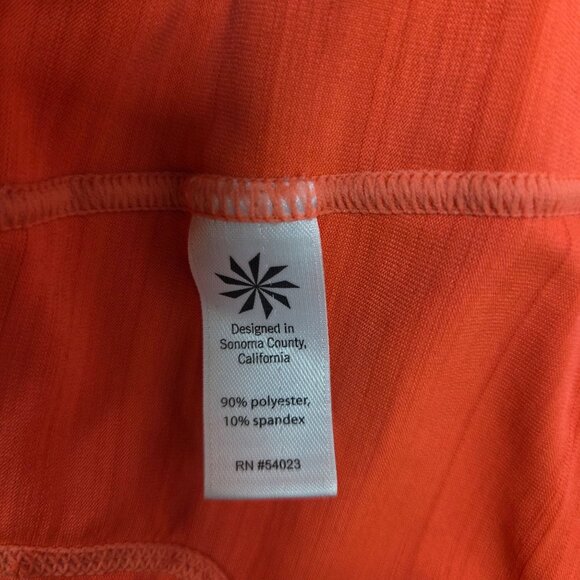 Designed in
Sonoma County,
California
90% polyester,
10% spandex
RN #54023